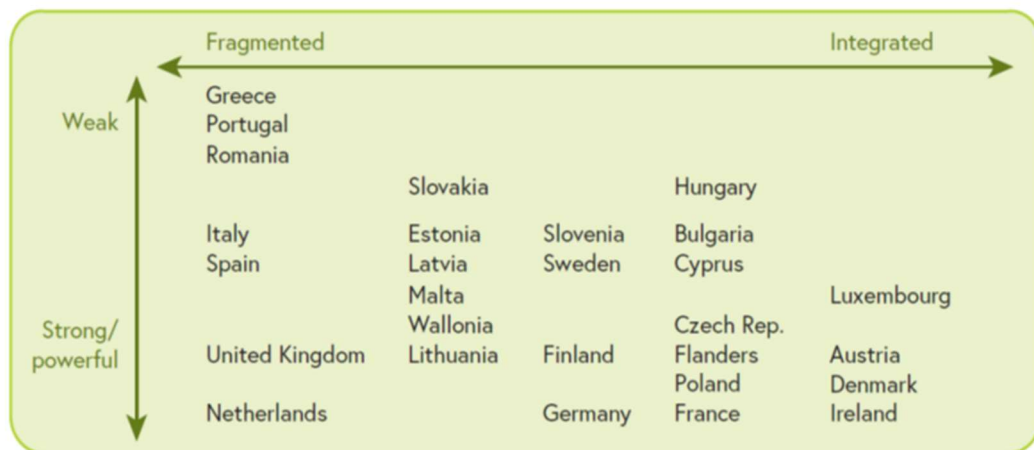 Fragmented Integrated
Weak
Greece
Portugal
Romania
Slovakia Hungary
Italy Estonia Slovenia Bulgaria
Spain Latvia Sweden Cyprus
Malta Luxembourg
Strong/
powerful
Wallonia Czech Rep.
United Kingdom Lithuania Finland Flanders Austria
Poland Denmark
Netherlands Germany France Ireland